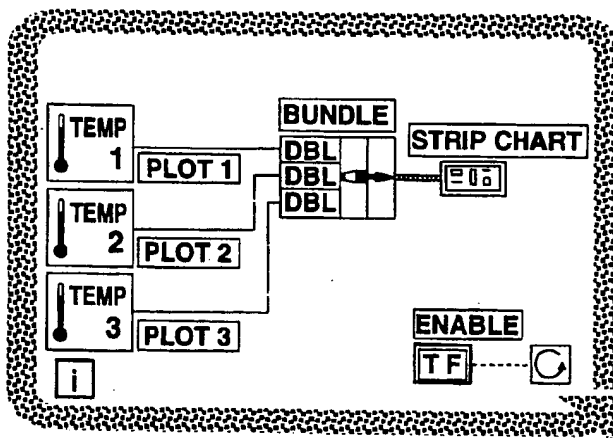 TEMP
1
PLOT 1
TEMP
2
PLOT 2
TEMP
3
PLOT 3
i
BUNDLE
DBL
DBL
DBL
STRIP CHART
ENABLE
TF